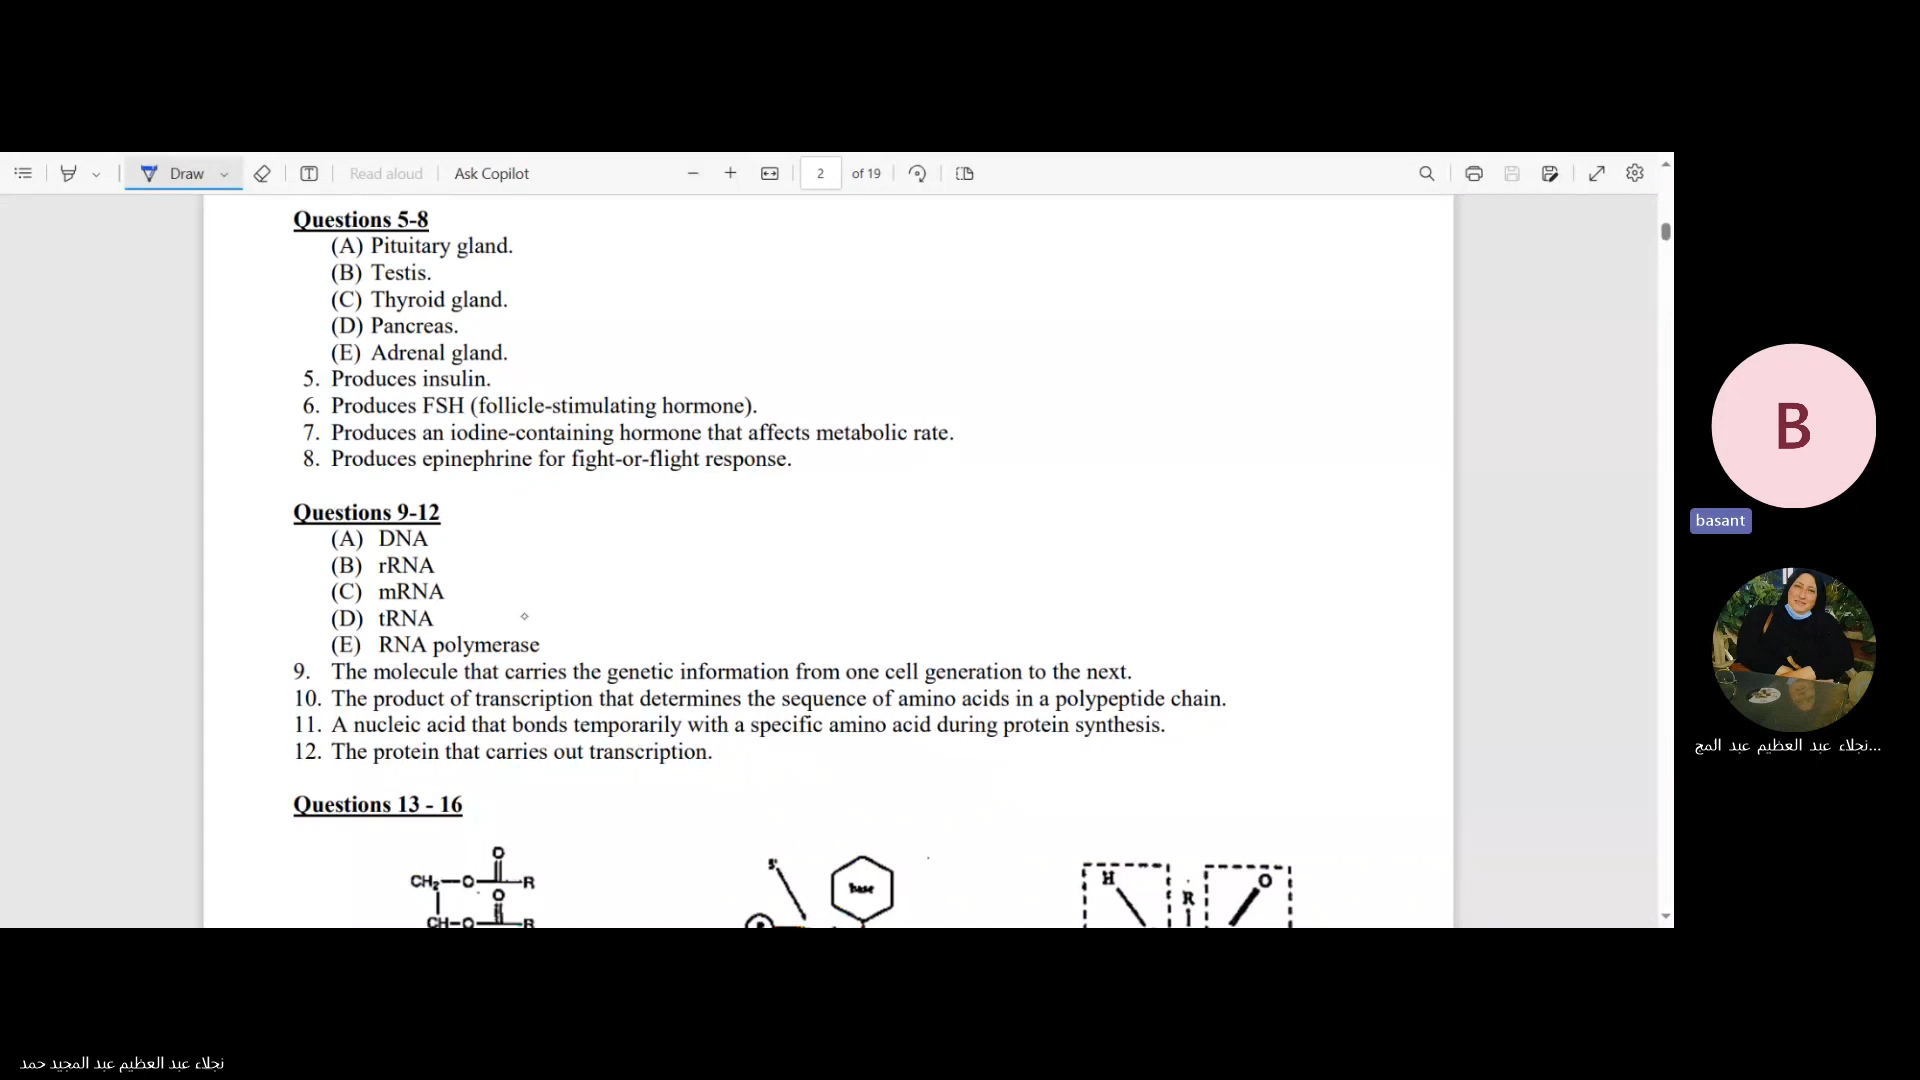 Draw
Read aloud
Ask Copilot
2
of 19
Questions 5-8
(A) Pituitary gland.
(B) Testis.
(C) Thyroid gland.
(D) Pancreas.
(E) Adrenal gland.
5. Produces insulin.
6. Produces FSH (follicle-stimulating hormone).
7. Produces an iodine-containing hormone that affects metabolic rate.
8. Produces epinephrine for fight-or-flight response.
Questions 9-12
(A) DNA
(B) rRNA
(C) mRNA
(D) tRNA
(E) RNA polymerase
9. The molecule that carries the genetic information from one cell generation to the next.
10. The product of transcription that determines the sequence of amino acids in a polypeptide chain.
11. A nucleic acid that bonds temporarily with a specific amino acid during protein synthesis.
12. The protein that carries out transcription.
Questions 13 - 16
O
CH₂—O—R
O
CH—O—R
5'
base
P
H
R
O
B
basant
نجلاء عبد العظيم عبد المج...
نجلاء عبد العظيم عبد المجيد حمد